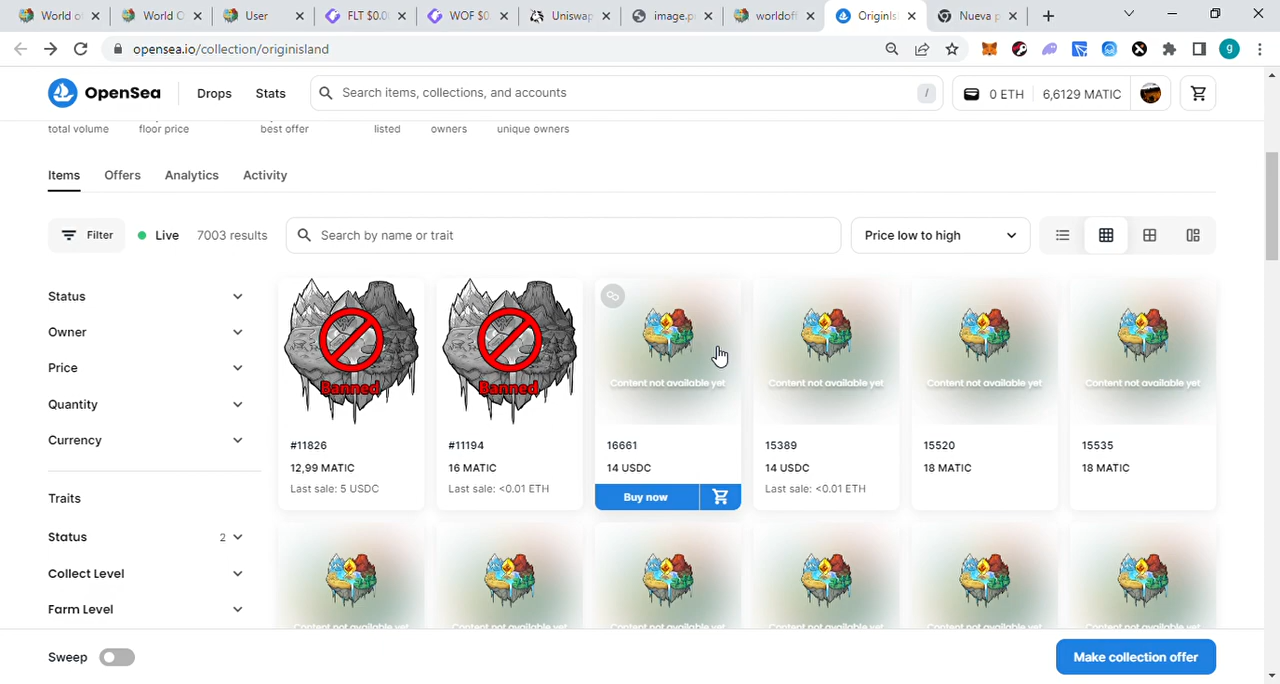 World of
World O
User
FLT $0.0
WOF $0
Uniswap
image.p
worldoff
OriginIsl
Nueva p
opensea.io/collection/originisland
g
OpenSea
Drops
Stats
Search items, collections, and accounts
/
0 ETH
6,6129 MATIC
total volume
floor price
best offer
listed
owners
unique owners
Items
Offers
Analytics
Activity
Filter
Live
7003 results
Search by name or trait
Price low to high
Status
Owner
Price
Quantity
Currency
Traits
Status
2
Collect Level
Farm Level
Banned
#11826
12,99 MATIC
Last sale: 5 USDC
Banned
#11194
16 MATIC
Last sale: <0.01 ETH
Content not available yet
16661
14 USDC
Buy now
Content not available yet
15389
14 USDC
Last sale: <0.01 ETH
Content not available yet
15520
18 MATIC
Content not available yet
15535
18 MATIC
Content not available yet
Content not available yet
Content not available yet
Content not available yet
Content not available yet
Content not available yet
Sweep
Make collection offer